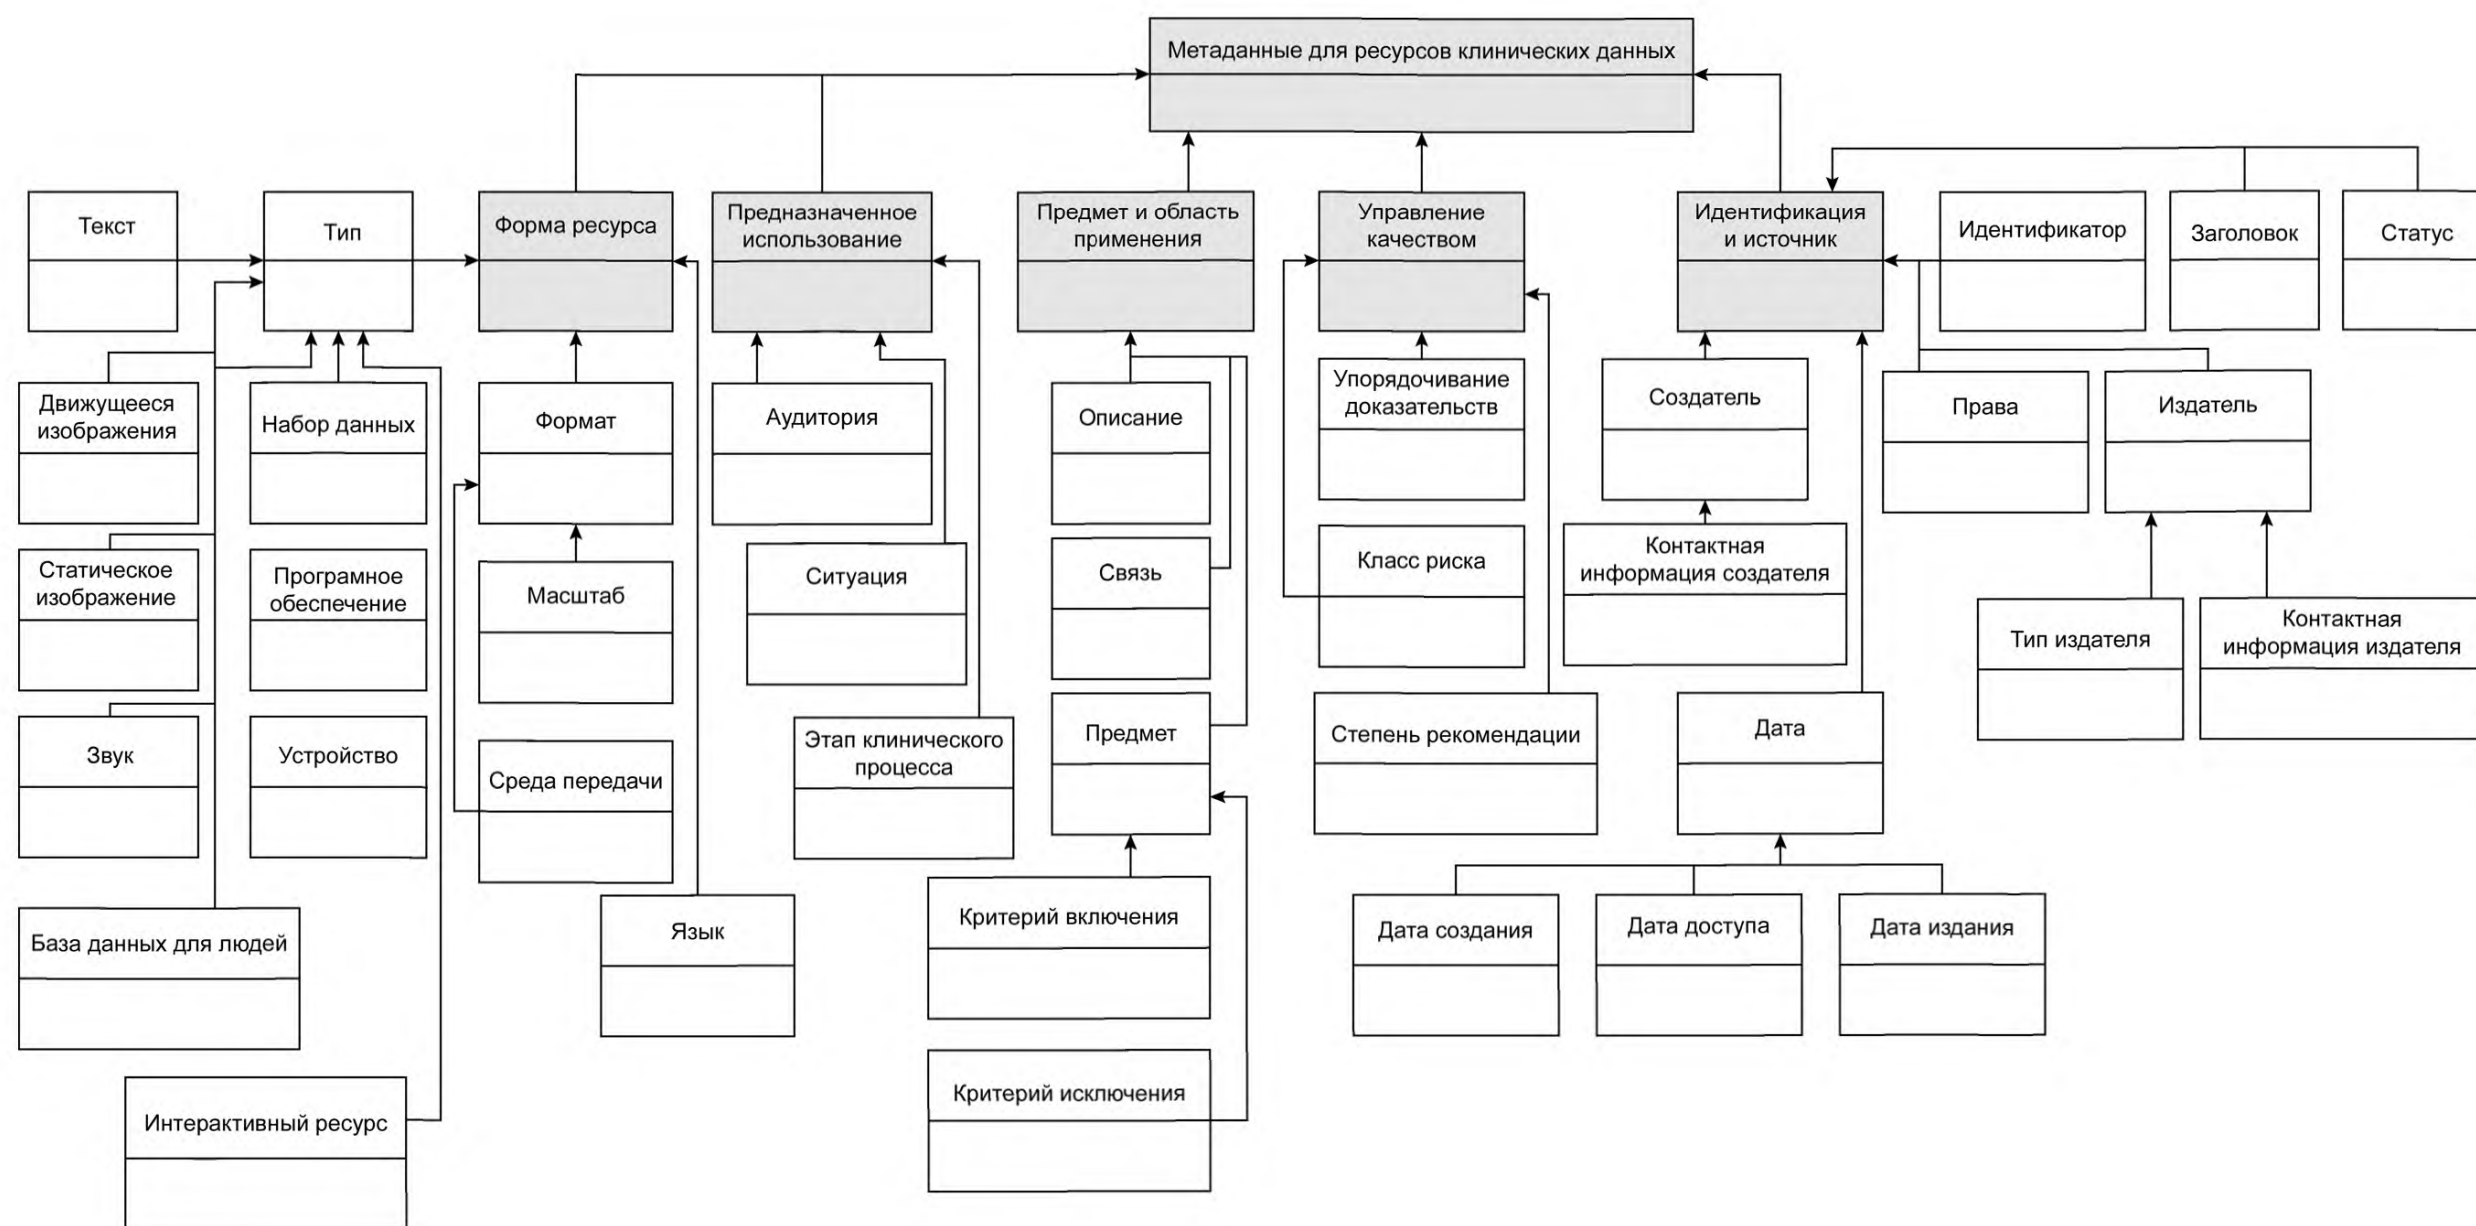 Метаданные для ресурсов клинических данных
Текст
Тип
Форма ресурса
Предназначенное
использование
Предмет и область
применения
Управление
качеством
Идентификация
и источник
Идентификатор
Заголовок
Статус
Движущееся
изображения
Набор данных
Формат
Аудитория
Описание
Упорядочивание
доказательств
Создатель
Права
Издатель
Статическое
изображение
Програмное
обеспечение
Масштаб
Ситуация
Связь
Класс риска
Контактная
информация создателя
Тип издателя
Контактная
информация издателя
Звук
Устройство
Среда передачи
Этап клинического
процесса
Предмет
Степень рекомендации
Дата
База данных для людей
Язык
Критерий включения
Дата создания
Дата доступа
Дата издания
Интерактивный ресурс
Критерий исключения